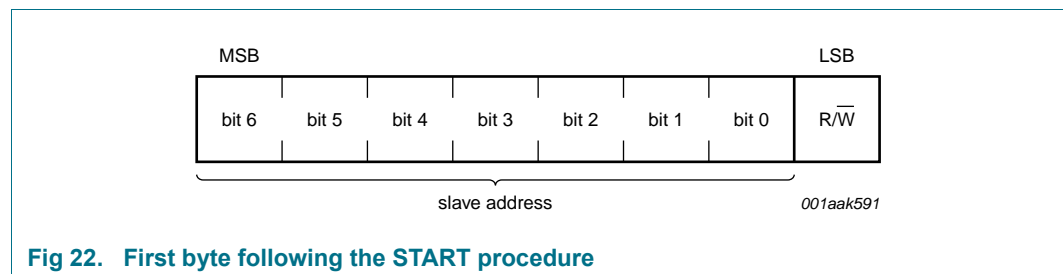 MSB LSB
bit 6 bit 5 bit 4 bit 3 bit 2 bit 1 bit 0 R/W̅
slave address 001aak591
Fig 22. First byte following the START procedure